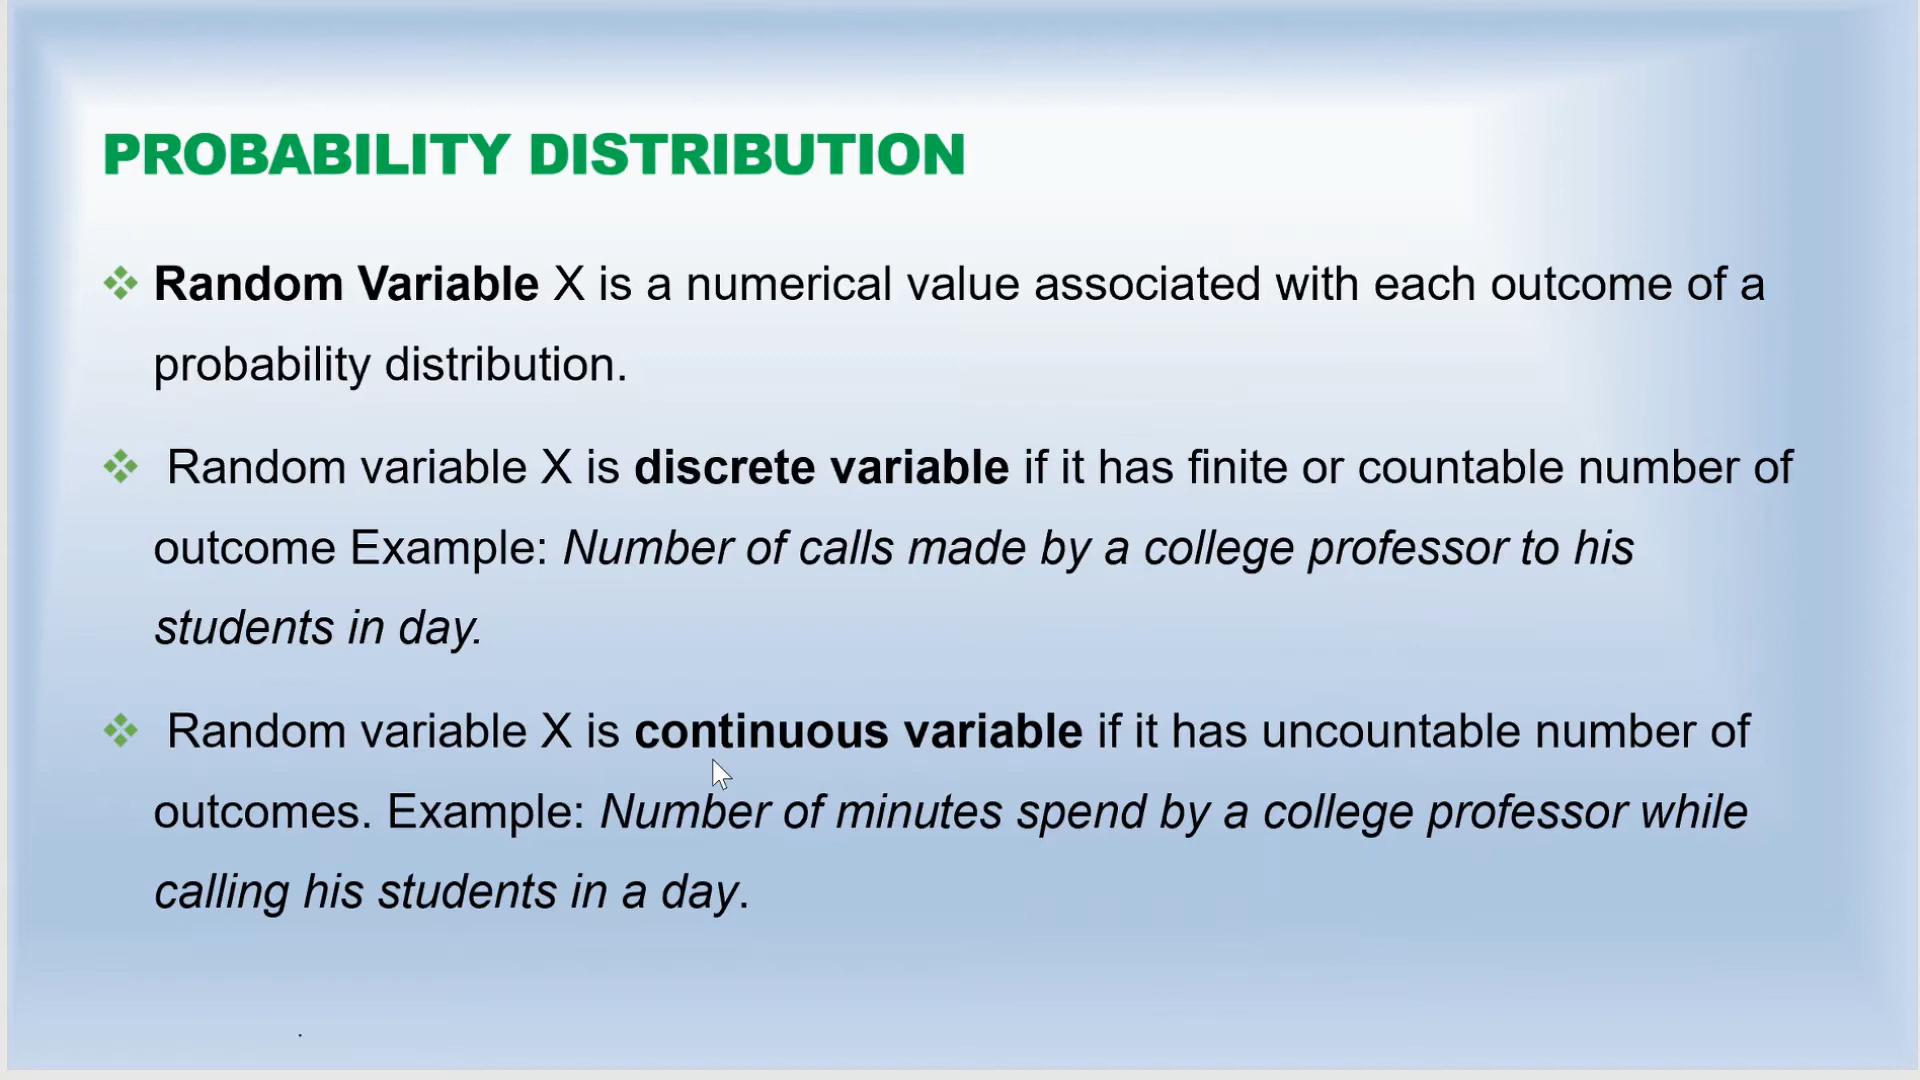 PROBABILITY DISTRIBUTION
Random Variable X is a numerical value associated with each outcome of a
probability distribution.
Random variable X is discrete variable if it has finite or countable number of
outcome Example: Number of calls made by a college professor to his
students in day.
Random variable X is continuous variable if it has uncountable number of
outcomes. Example: Number of minutes spend by a college professor while
calling his students in a day.
.